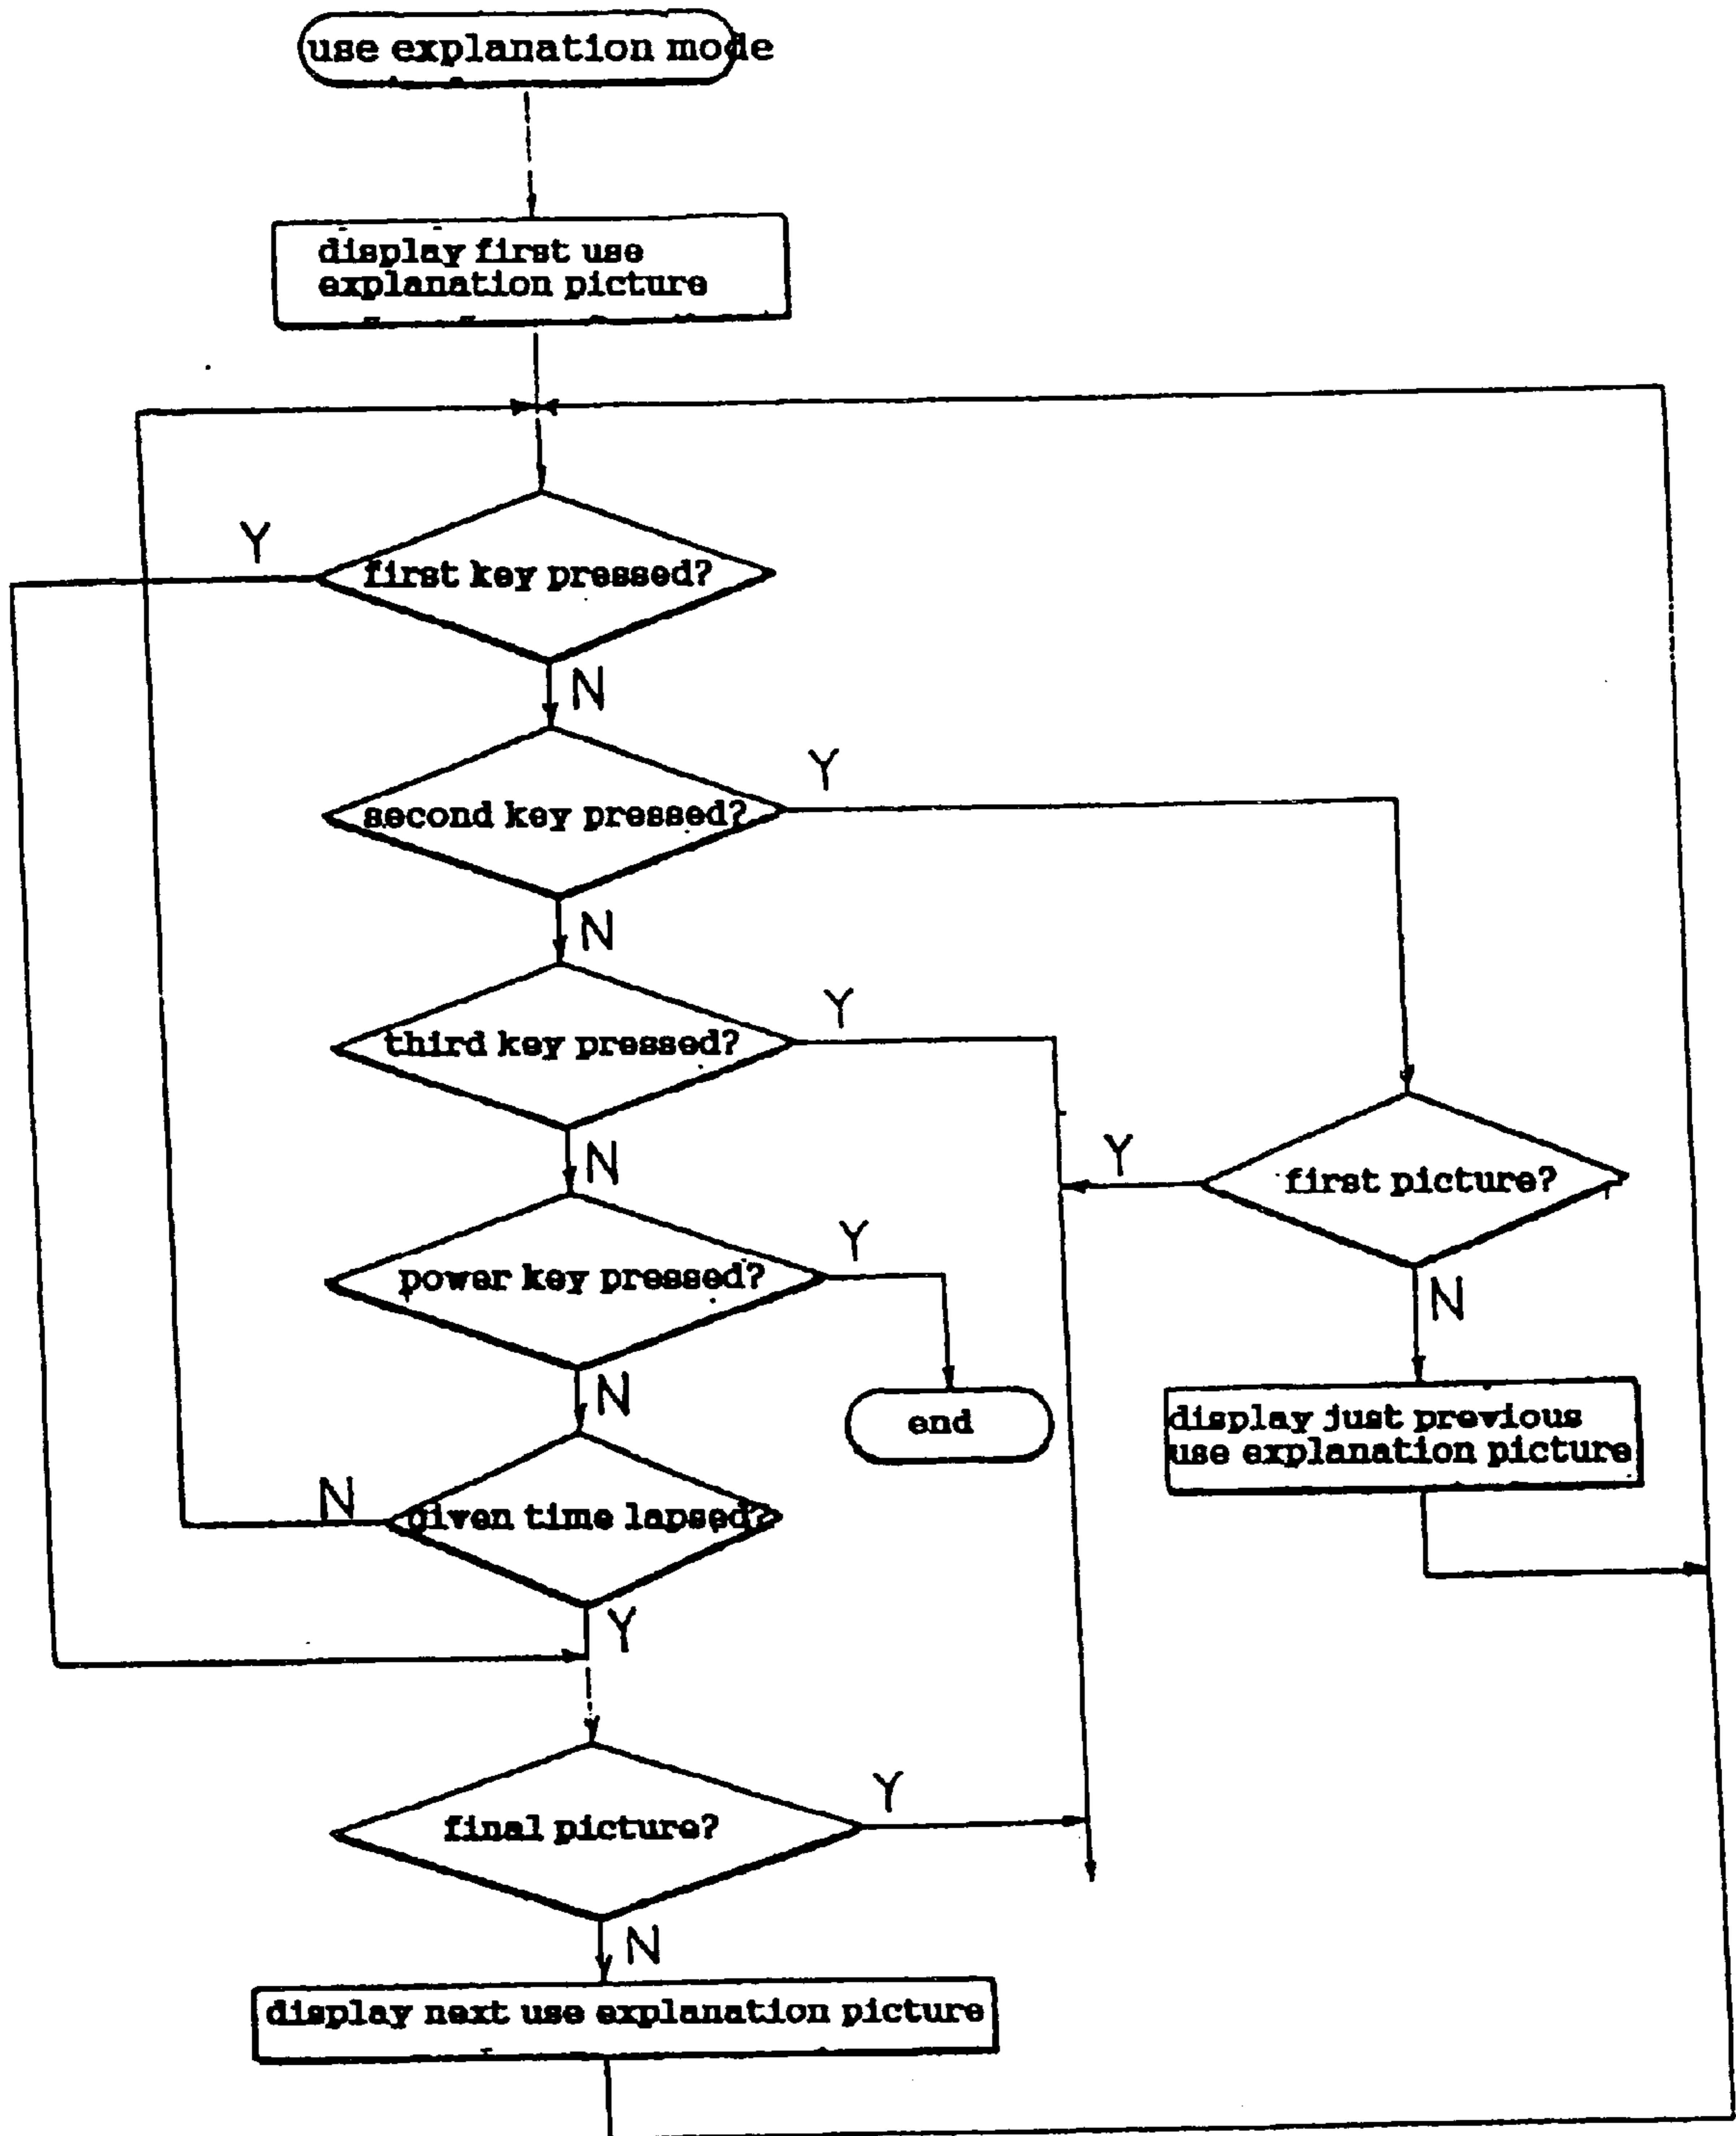 use explanation mode
display first use
explanation picture
Y
first key pressed?
N
Y
second key pressed?
N
Y
third key pressed?
N
Y
first picture?
Y
power key pressed?
N
N
end
display just previous
use explanation picture
N
given time lapsed?
Y
Y
final picture?
N
display next use explanation picture